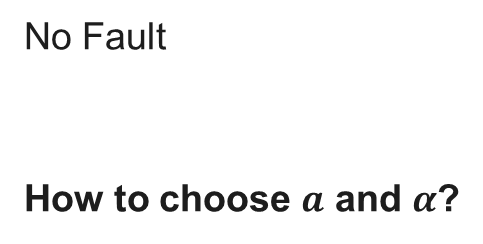 No Fault
How to choose 𝒂 and 𝜶?